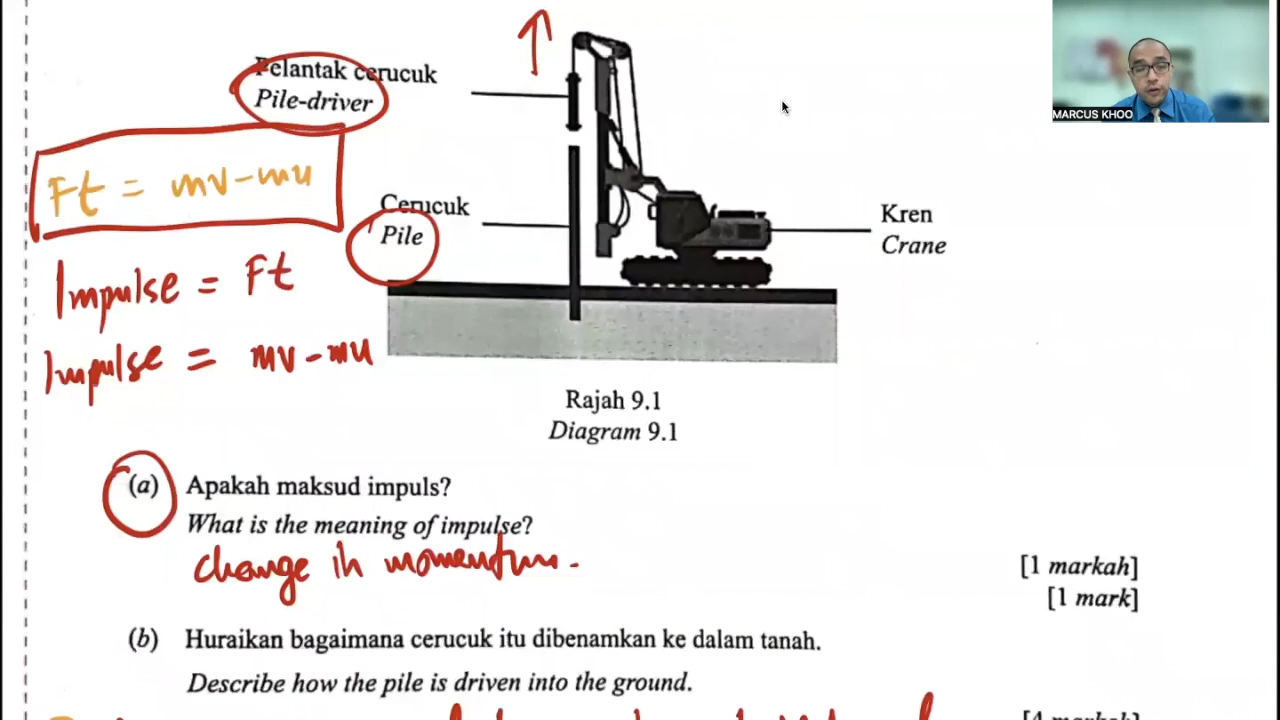 Pelantak cerucuk
Pile-driver
MARCUS KHOO
Ft = mv-mu
Cerucuk
Pile
Kren
Crane
Impulse = Ft
Impulse = mv-mu
Rajah 9.1
Diagram 9.1
(a) Apakah maksud impuls?
What is the meaning of impulse?
change in momentum.
[1 markah]
[1 mark]
(b) Huraikan bagaimana cerucuk itu dibenamkan ke dalam tanah.
Describe how the pile is driven into the ground.
[4 markah]